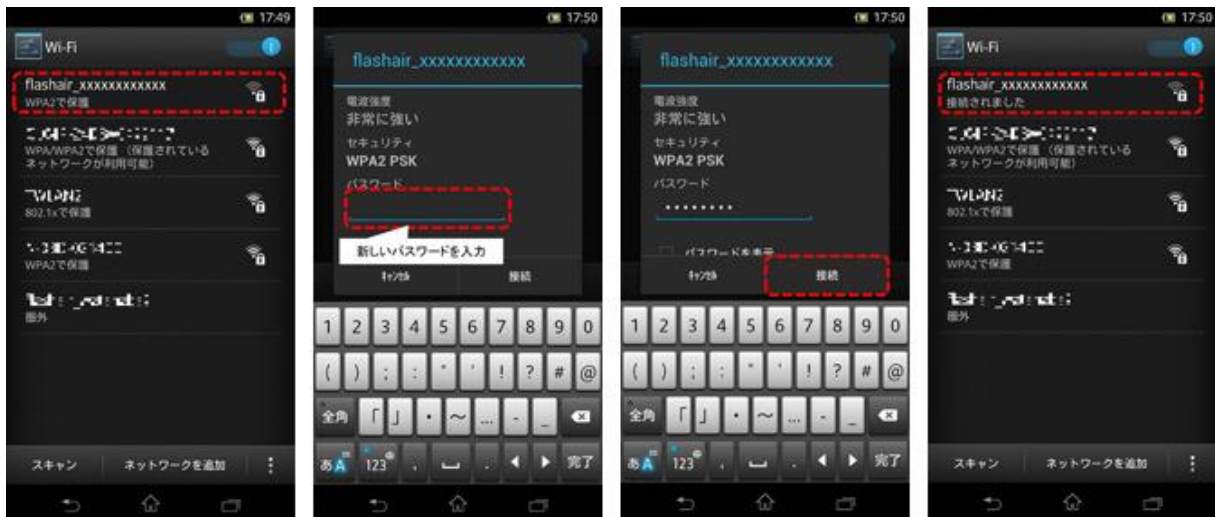 17:49
Wi-Fi
flashair_xxxxxxxxxxxx
WPA2で保護
WPA/WPA2で保護（保護されている
ネットワークが利用可能）
802.1xで保護
WPA2で保護
圏外
スキャン
ネットワークを追加
17:50
flashair_xxxxxxxxxxxx
電波強度
非常に強い
セキュリティ
WPA2 PSK
パスワード
新しいパスワードを入力
キャンセル
接続
1 2 3 4 5 6 7 8 9 0
( ) ; : " ' ! ? # @
全角 「 」 ・ ～ ... - _
あA 123 , . 完了
17:50
flashair_xxxxxxxxxxxx
電波強度
非常に強い
セキュリティ
WPA2 PSK
パスワード
••••••••
パスワードを表示
キャンセル
接続
1 2 3 4 5 6 7 8 9 0
( ) ; : " ' ! ? # @
全角 「 」 ・ ～ ... - _
あA 123 , . 完了
17:50
Wi-Fi
flashair_xxxxxxxxxxxx
接続されました
WPA/WPA2で保護（保護されている
ネットワークが利用可能）
802.1xで保護
WPA2で保護
圏外
スキャン
ネットワークを追加